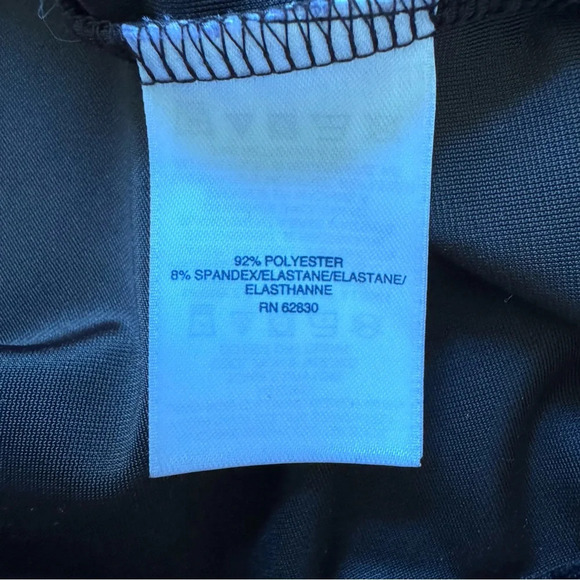 92% POLYESTER
8% SPANDEX/ELASTANE/ELASTANE/
ELASTHANNE
RN 62830